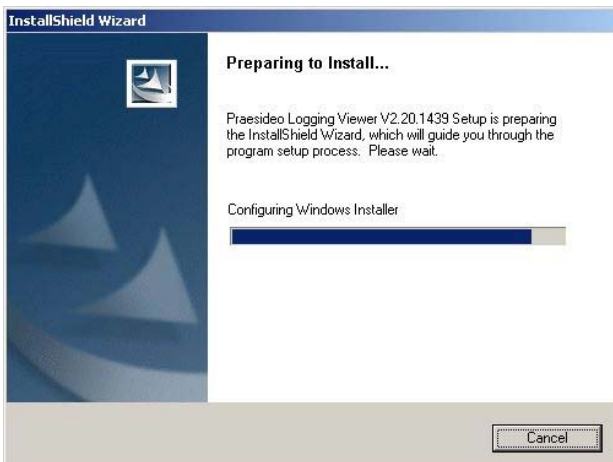 InstallShield Wizard
Preparing to Install...
Praesideo Logging Viewer V2.20.1439 Setup is preparing
the InstallShield Wizard, which will guide you through the
program setup process. Please wait.
Configuring Windows Installer
Cancel